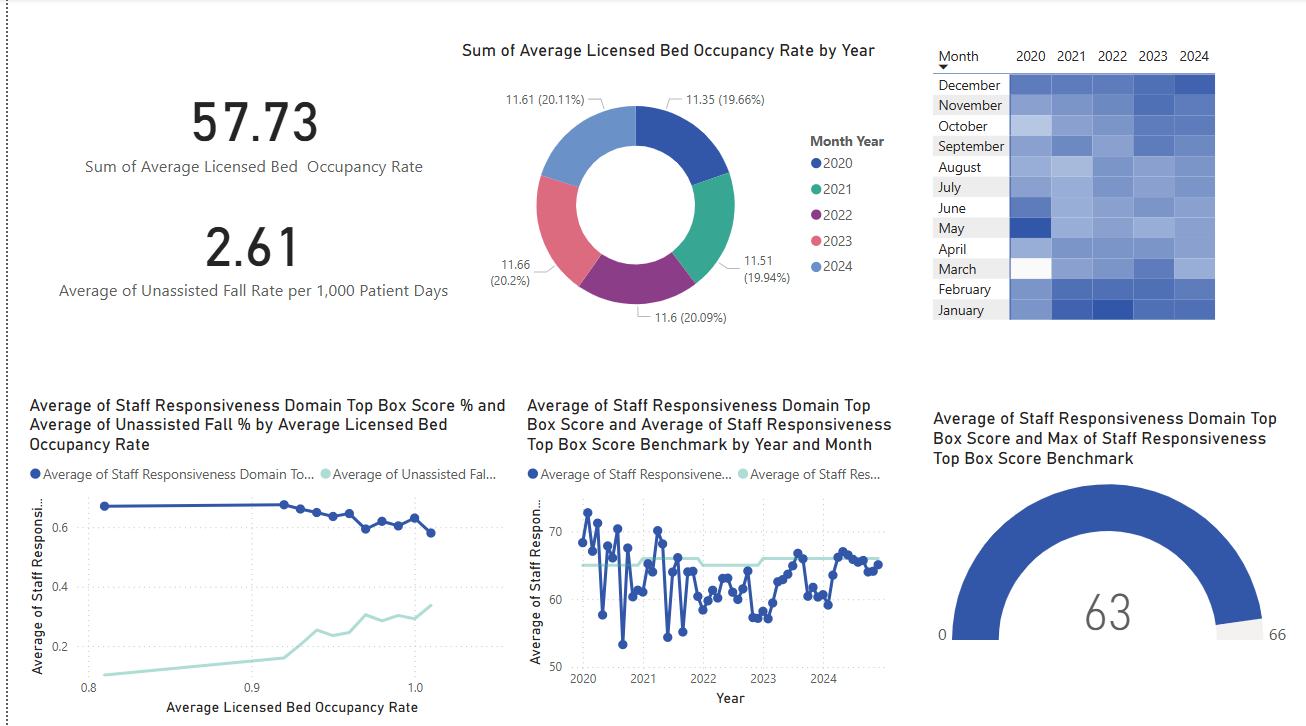 57.73
Sum of Average Licensed Bed Occupancy Rate
2.61
Average of Unassisted Fall Rate per 1,000 Patient Days
Sum of Average Licensed Bed Occupancy Rate by Year
11.61 (20.11%)
11.35 (19.66%)
11.66
(20.2%)
11.51
(19.94%)
11.6 (20.09%)
Month Year
2020
2021
2022
2023
2024
Month 2020 2021 2022 2023 2024
December
November
October
September
August
July
June
May
April
March
February
January
Average of Staff Responsiveness Domain Top Box Score % and
Average of Unassisted Fall % by Average Licensed Bed
Occupancy Rate
Average of Staff Responsiveness Domain To... Average of Unassisted Fal...
Average of Staff Responsi...
0.6
0.4
0.2
0.8 0.9 1.0
Average Licensed Bed Occupancy Rate
Average of Staff Responsiveness Domain Top
Box Score and Average of Staff Responsiveness
Top Box Score Benchmark by Year and Month
Average of Staff Responsivene... Average of Staff Res...
Average of Staff Respon...
70
60
50
2020 2021 2022 2023 2024
Year
Average of Staff Responsiveness Domain Top
Box Score and Max of Staff Responsiveness
Top Box Score Benchmark
63
0 66